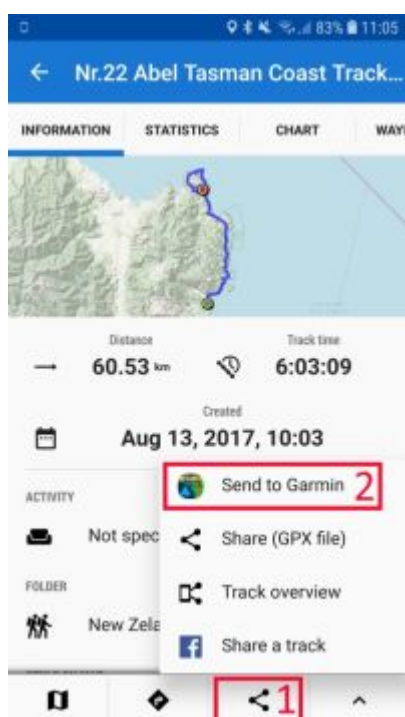 83% 11:05
Nr.22 Abel Tasman Coast Track...
INFORMATION STATISTICS CHART WAY
Distance
60.53 km
Track time
6:03:09
Created
Aug 13, 2017, 10:03
ACTIVITY
Not spec
FOLDER
New Zela
Send to Garmin 2
Share (GPX file)
Track overview
Share a track
1